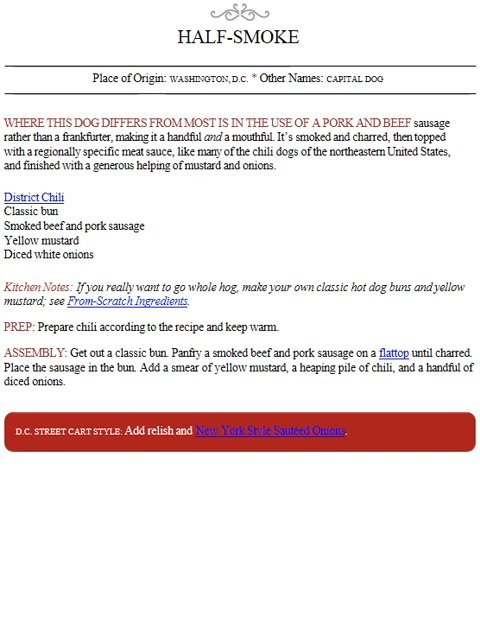 HALF-SMOKE
Place of Origin: WASHINGTON, D.C. * Other Names: CAPITAL DOG
WHERE THIS DOG DIFFERS FROM MOST IS IN THE USE OF A PORK AND BEEF sausage
rather than a frankfurter, making it a handful and a mouthful. It's smoked and charred, then topped
with a regionally specific meat sauce, like many of the chili dogs of the northeastern United States,
and finished with a generous helping of mustard and onions.
District Chili
Classic bun
Smoked beef and pork sausage
Yellow mustard
Diced white onions
Kitchen Notes: If you really want to go whole hog, make your own classic hot dog buns and yellow
mustard; see From-Scratch Ingredients.
PREP: Prepare chili according to the recipe and keep warm.
ASSEMBLY: Get out a classic bun. Panfry a smoked beef and pork sausage on a flattop until charred.
Place the sausage in the bun. Add a smear of yellow mustard, a heaping pile of chili, and a handful of
diced onions.
D.C. STREET CART STYLE: Add relish and New York Style Sautéed Onions.